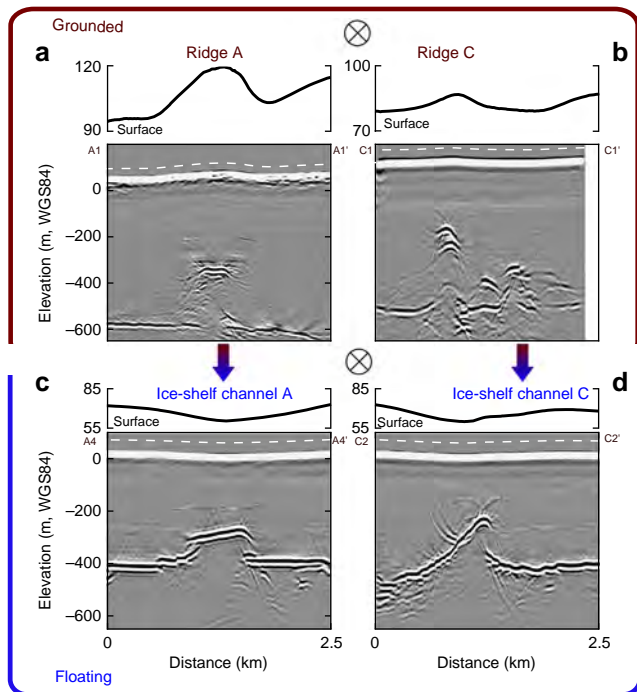 Grounded
a
Ridge A
Ridge C
b
120
90
Surface
100
70
Surface
A1
A1'
C1
C1'
Elevation (m, WGS84)
0
–200
–400
–600
c
Ice-shelf channel A
Ice-shelf channel C
d
85
55
Surface
85
55
Surface
A4
A4'
C2
C2'
Elevation (m, WGS84)
0
–200
–400
–600
0
2.5
0
2.5
Distance (km)
Distance (km)
Floating